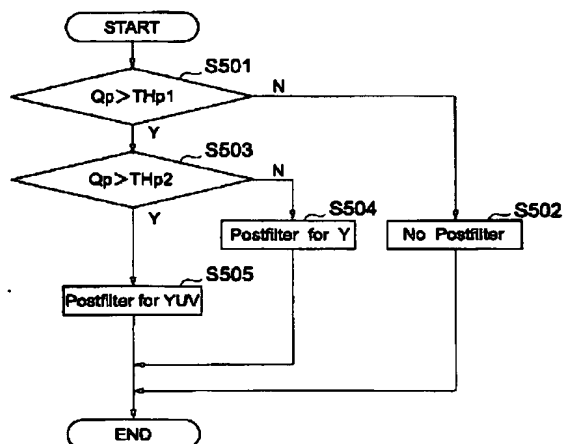 START
S501
Qp>THp1
N
Y
S503
Qp>THp2
N
Y
S504
Postfilter for Y
S502
No Postfilter
S505
Postfilter for YUV
END